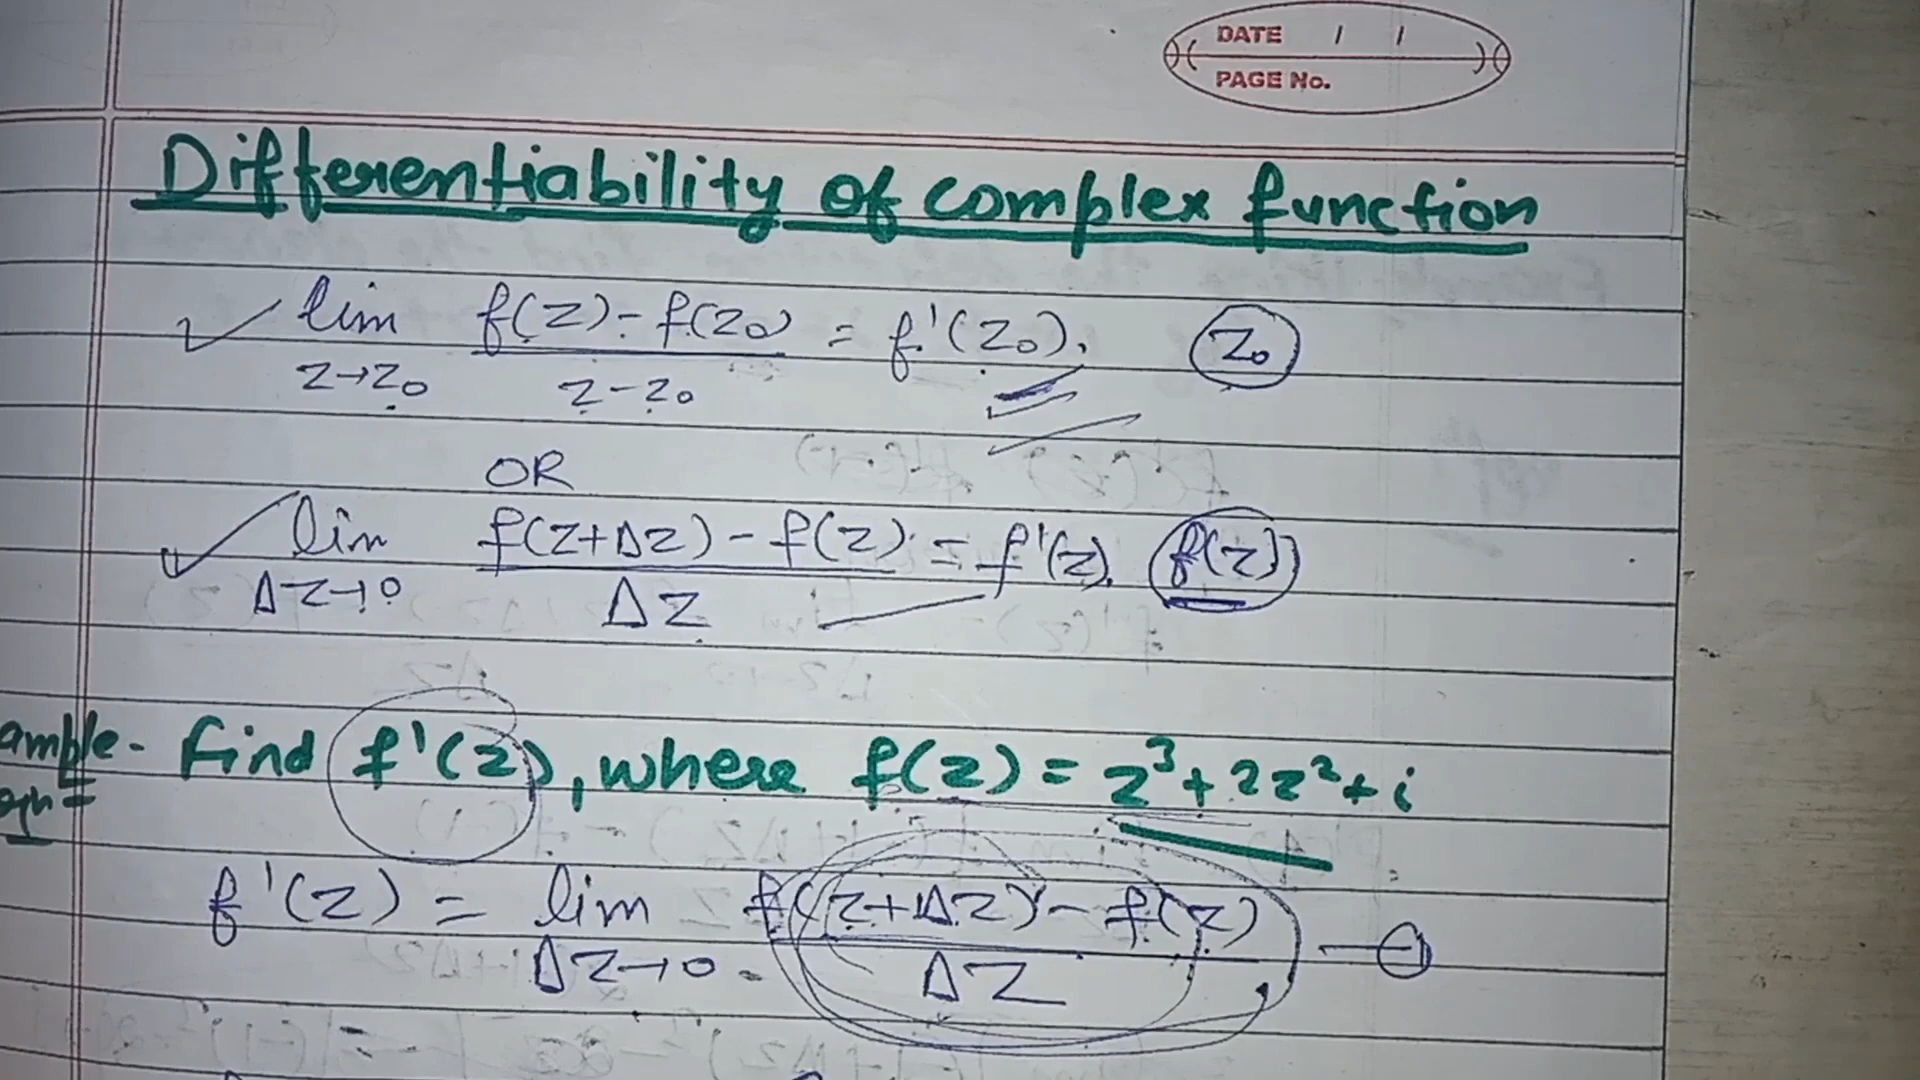 DATE / /
PAGE No.
Differentiability of complex function
lim f(z) - f(z₀) = f'(z₀). z₀
z→z₀ z - z₀
OR
lim f(z+Δz) - f(z) = f'(z). f(z)
Δz→0 Δz
ample - find f'(z), where f(z) = z³ + 2z² + i
f'(z) = lim f(z+Δz) - f(z)
Δz→0 Δz